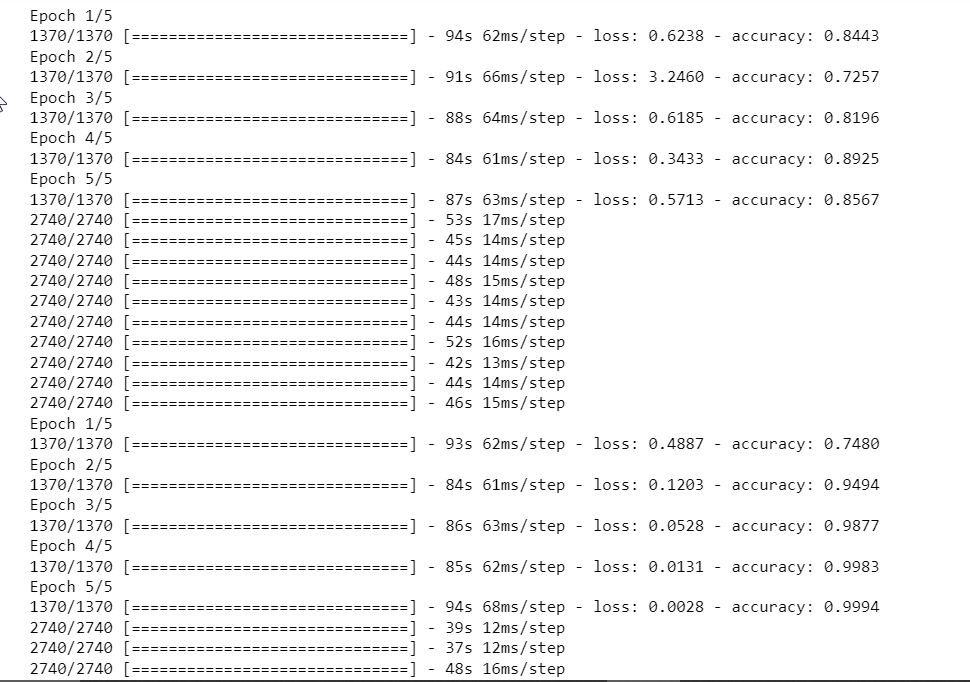 Epoch 1/5
1370/1370 [==============================] - 94s 62ms/step - loss: 0.6238 - accuracy: 0.8443
Epoch 2/5
1370/1370 [==============================] - 91s 66ms/step - loss: 3.2460 - accuracy: 0.7257
Epoch 3/5
1370/1370 [==============================] - 88s 64ms/step - loss: 0.6185 - accuracy: 0.8196
Epoch 4/5
1370/1370 [==============================] - 84s 61ms/step - loss: 0.3433 - accuracy: 0.8925
Epoch 5/5
1370/1370 [==============================] - 87s 63ms/step - loss: 0.5713 - accuracy: 0.8567
2740/2740 [==============================] - 53s 17ms/step
2740/2740 [==============================] - 45s 14ms/step
2740/2740 [==============================] - 44s 14ms/step
2740/2740 [==============================] - 48s 15ms/step
2740/2740 [==============================] - 43s 14ms/step
2740/2740 [==============================] - 44s 14ms/step
2740/2740 [==============================] - 52s 16ms/step
2740/2740 [==============================] - 42s 13ms/step
2740/2740 [==============================] - 44s 14ms/step
2740/2740 [==============================] - 46s 15ms/step
Epoch 1/5
1370/1370 [==============================] - 93s 62ms/step - loss: 0.4887 - accuracy: 0.7480
Epoch 2/5
1370/1370 [==============================] - 84s 61ms/step - loss: 0.1203 - accuracy: 0.9494
Epoch 3/5
1370/1370 [==============================] - 86s 63ms/step - loss: 0.0528 - accuracy: 0.9877
Epoch 4/5
1370/1370 [==============================] - 85s 62ms/step - loss: 0.0131 - accuracy: 0.9983
Epoch 5/5
1370/1370 [==============================] - 94s 68ms/step - loss: 0.0028 - accuracy: 0.9994
2740/2740 [==============================] - 39s 12ms/step
2740/2740 [==============================] - 37s 12ms/step
2740/2740 [==============================] - 48s 16ms/step